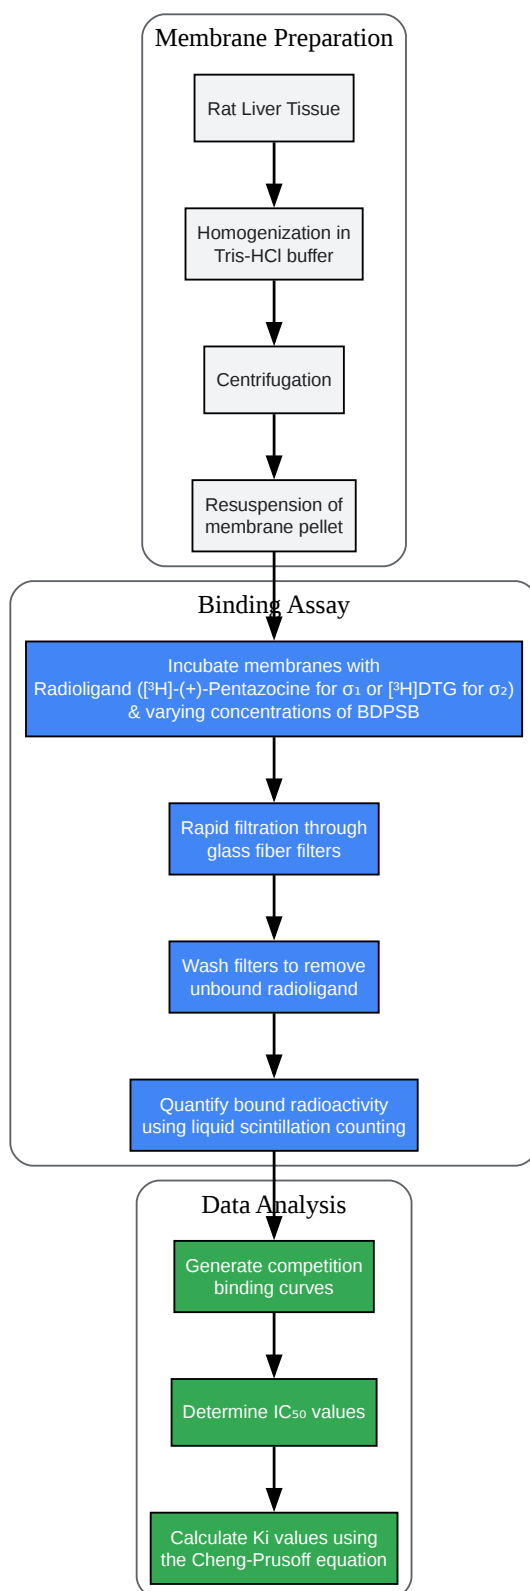 Membrane Preparation
Rat Liver Tissue
Homogenization in
Tris-HCl buffer
Centrifugation
Resuspension of
membrane pellet
Binding Assay
Incubate membranes with
Radioligand ([³H]-(+)-Pentazocine for σ₁ or [³H]DTG for σ₂)
& varying concentrations of BDPSB
Rapid filtration through
glass fiber filters
Wash filters to remove
unbound radioligand
Quantify bound radioactivity
using liquid scintillation counting
Data Analysis
Generate competition
binding curves
Determine IC₅₀ values
Calculate Ki values using
the Cheng-Prusoff equation